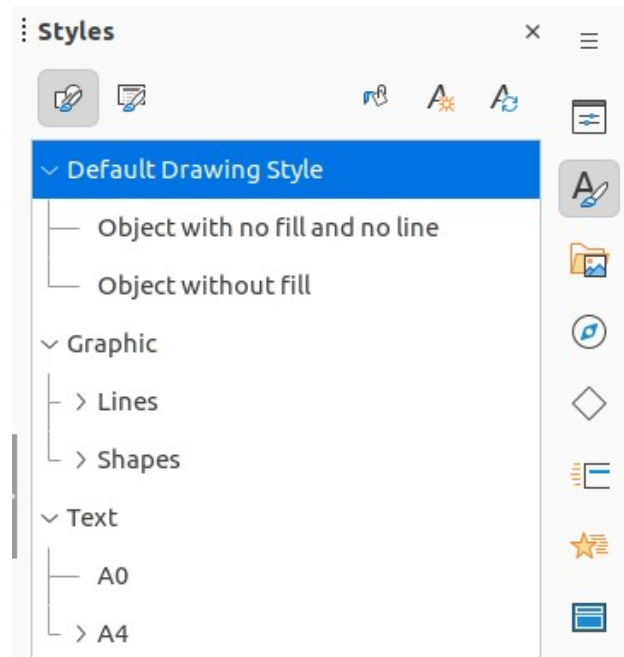 Styles
Default Drawing Style
Object with no fill and no line
Object without fill
Graphic
Lines
Shapes
Text
A0
A4